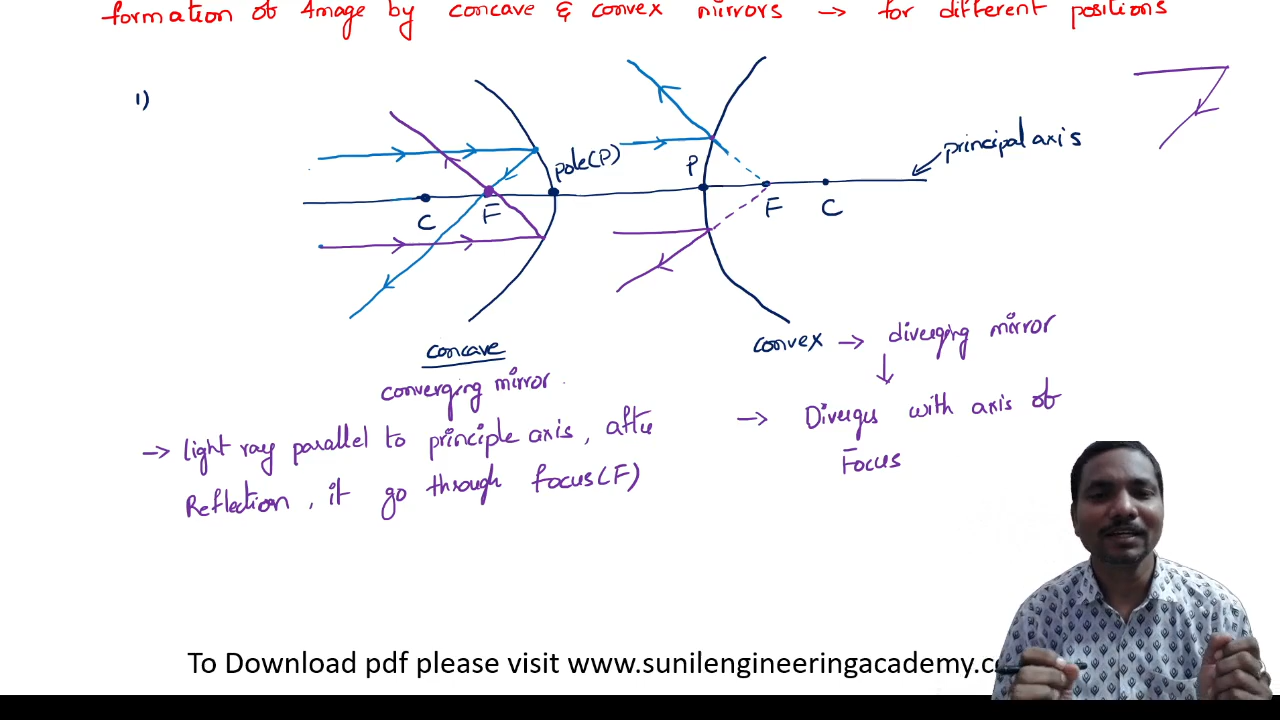 formation of Image by concave & convex mirrors → for different positions
1)
pole(P)
C
F
P
F
C
principal axis
concave
converging mirror
→ light ray parallel to principle axis, after
Reflection, it go through focus(F)
convex → diverging mirror
↓
→ Diverges with axis of
Focus
To Download pdf please visit www.sunilengineeringacademy.c